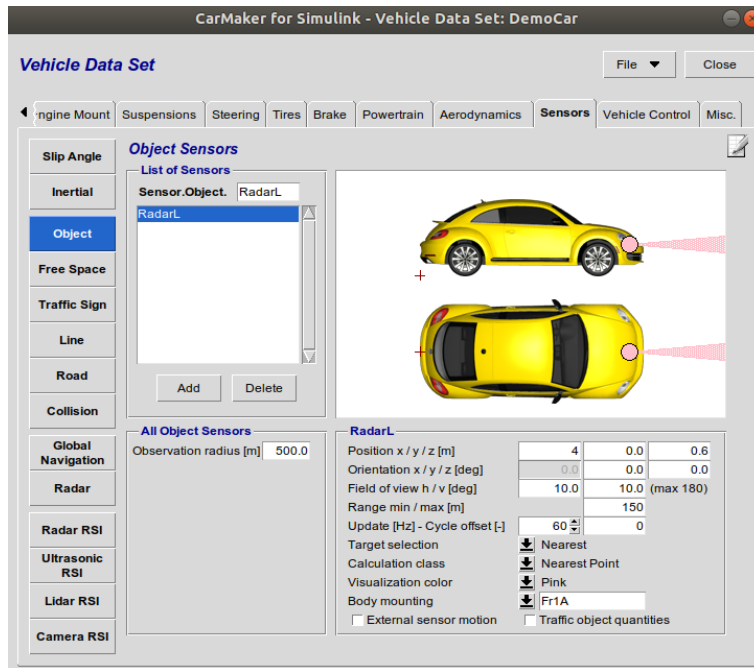 CarMaker for Simulink - Vehicle Data Set: DemoCar
Vehicle Data Set
File
Close
ngine Mount Suspensions Steering Tires Brake Powertrain Aerodynamics Sensors Vehicle Control Misc.
Slip Angle
Inertial
Object
Free Space
Traffic Sign
Line
Road
Collision
Global
Navigation
Radar
Radar RSI
Ultrasonic
RSI
Lidar RSI
Camera RSI
Object Sensors
List of Sensors
Sensor.Object. RadarL
RadarL
Add Delete
All Object Sensors
Observation radius [m] 500.0
RadarL
Position x / y / z [m] 4 0.0 0.6
Orientation x / y / z [deg] 0.0 0.0 0.0
Field of view h / v [deg] 10.0 10.0 (max 180)
Range min / max [m] 150
Update [Hz] - Cycle offset [-] 60 0
Target selection Nearest
Calculation class Nearest Point
Visualization color Pink
Body mounting Fr1A
External sensor motion Traffic object quantities